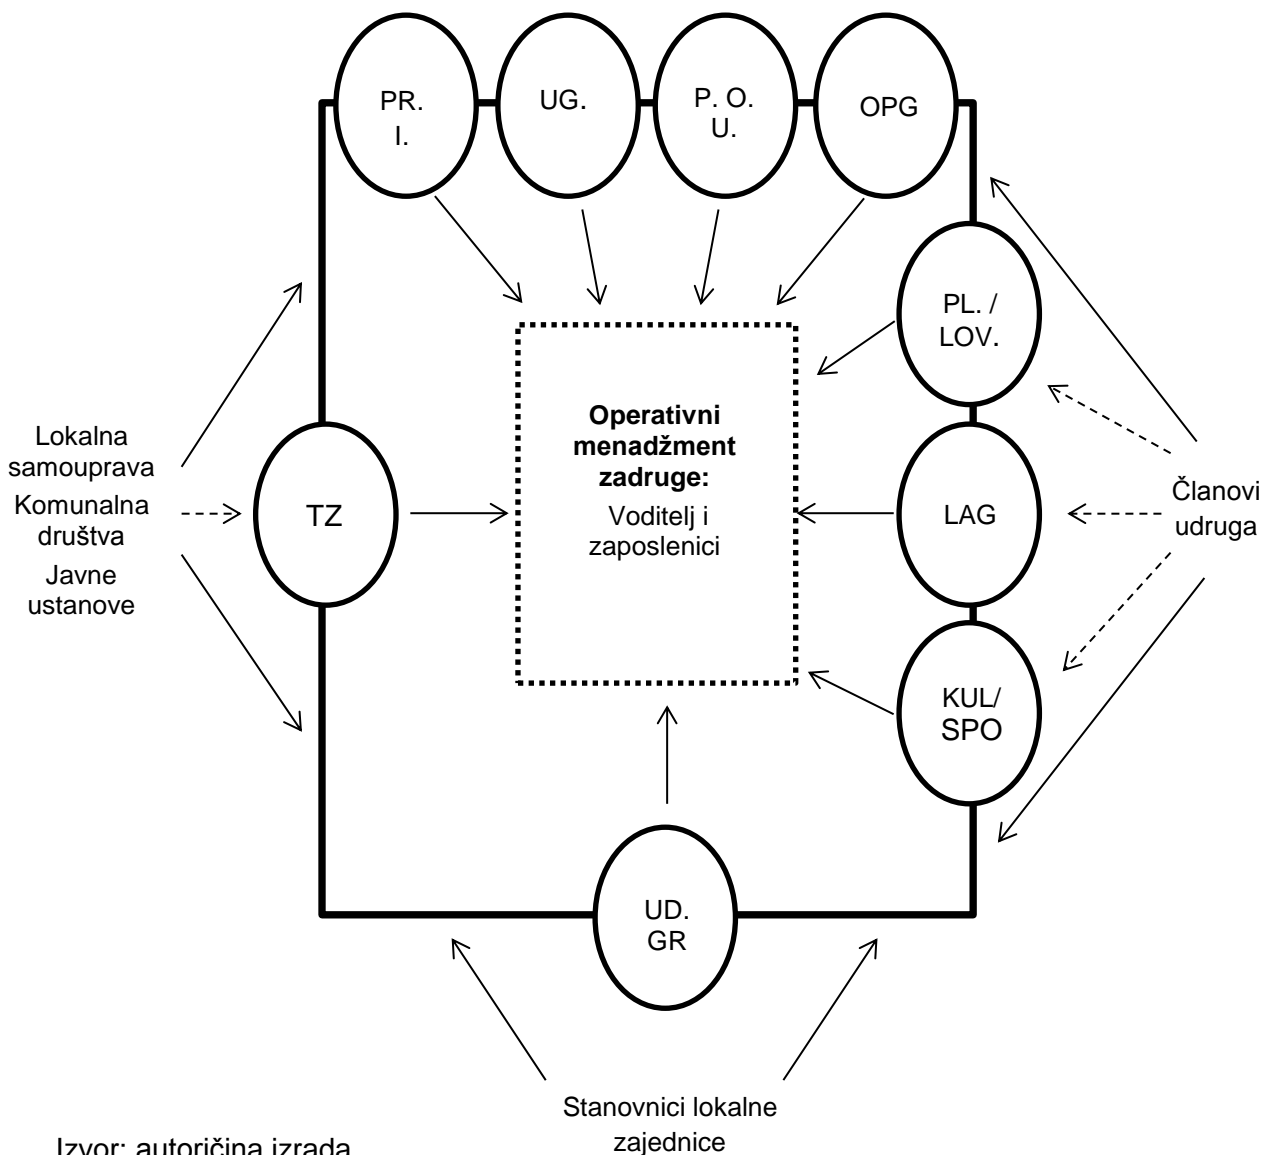 PR.
I.
UG.
P. O.
U.
OPG
PL. /
LOV.
Operativni
menadžment
zadruge:
Voditelj i
zaposlenici
Lokalna
samouprava
Komunalna
društva
Javne
ustanove
TZ
LAG
Članovi
udruga
KUL/
SPO
UD.
GR
Stanovnici lokalne
zajednice
Izvor: autoričina izrada